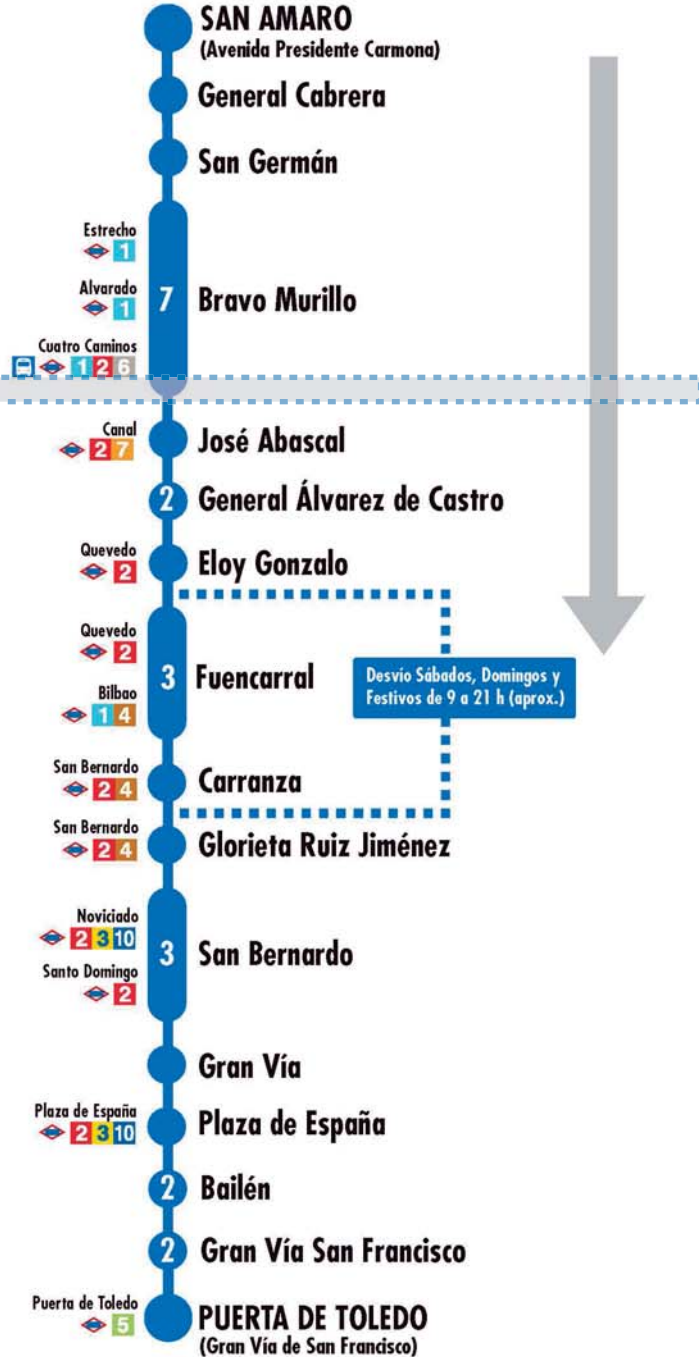 SAN AMARO
(Avenida Presidente Carmona)
General Cabrera
San Germán
Estrecho
1
Alvarado
1
7 Bravo Murillo
Cuatro Caminos
1 2 6
Canal
2 7
José Abascal
2 General Álvarez de Castro
Quevedo
2
Eloy Gonzalo
Quevedo
2
3 Fuencarral
Desvío Sábados, Domingos y
Festivos de 9 a 21 h (aprox.)
Bilbao
1 4
San Bernardo
2 4
Carranza
San Bernardo
2 4
Glorieta Ruiz Jiménez
Noviciado
2 3 10
3 San Bernardo
Santo Domingo
2
Gran Vía
Plaza de España
2 3 10
Plaza de España
2 Bailén
2 Gran Vía San Francisco
Puerta de Toledo
5
PUERTA DE TOLEDO
(Gran Vía de San Francisco)